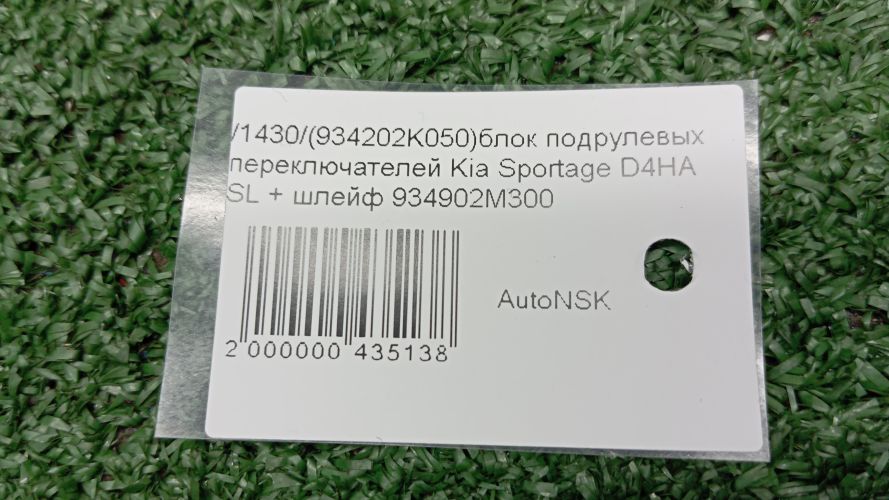 /1430/(934202K050)блок подрулевых
переключателей Kia Sportage D4HA
SL + шлейф 934902M300
AutoNSK
2 000000 435138